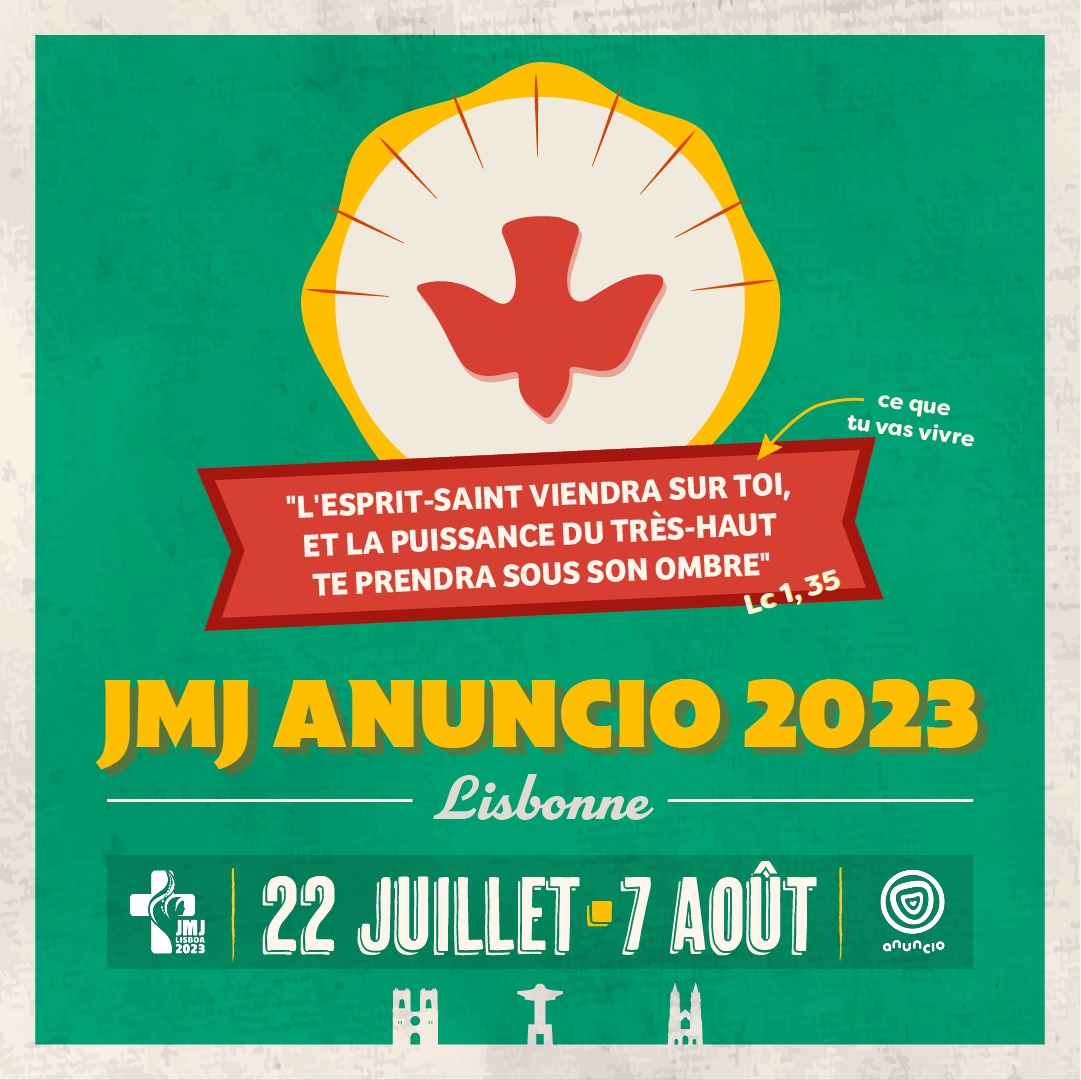 ce que
tu vas vivre
"L'ESPRIT-SAINT VIENDRA SUR TOI,
ET LA PUISSANCE DU TRÈS-HAUT
TE PRENDRA SOUS SON OMBRE"
Lc 1, 35
JMJ ANUNCIO 2023
Lisbonne
JMJ
LISBOA
2023
22 JUILLET - 7 AOÛT
anuncio